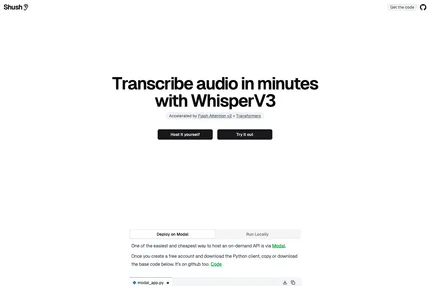 Shush
Get the code
Transcribe audio in minutes
with WhisperV3
Accelerated by Flash Attention v2 + Transformers
Host it yourself
Try it out
Deploy on Modal
Run Locally
One of the easiest and cheapest way to host an on-demand API is via Modal.
Once you create a free account and download the Python client, copy or download
the base code below. It's on github too. Code
modal_app.py